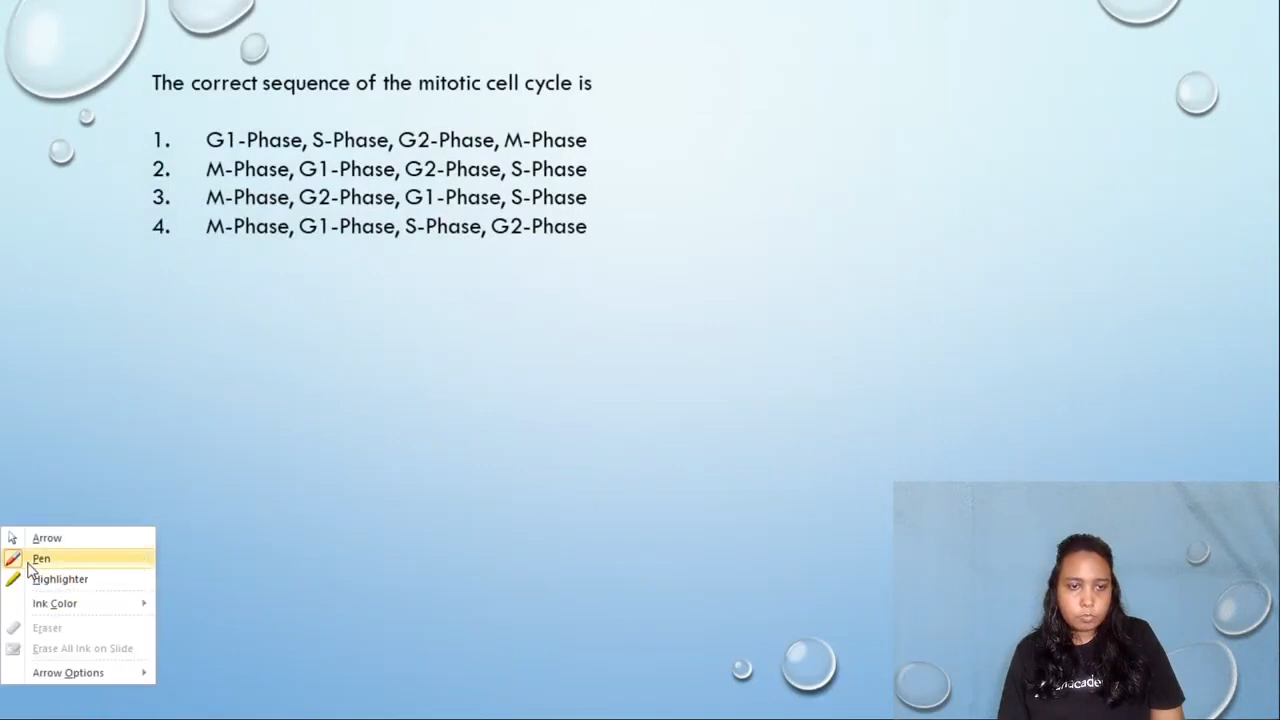 The correct sequence of the mitotic cell cycle is
1. G1-Phase, S-Phase, G2-Phase, M-Phase
2. M-Phase, G1-Phase, G2-Phase, S-Phase
3. M-Phase, G2-Phase, G1-Phase, S-Phase
4. M-Phase, G1-Phase, S-Phase, G2-Phase
Arrow
Pen
Highlighter
Ink Color
Eraser
Erase All Ink on Slide
Arrow Options